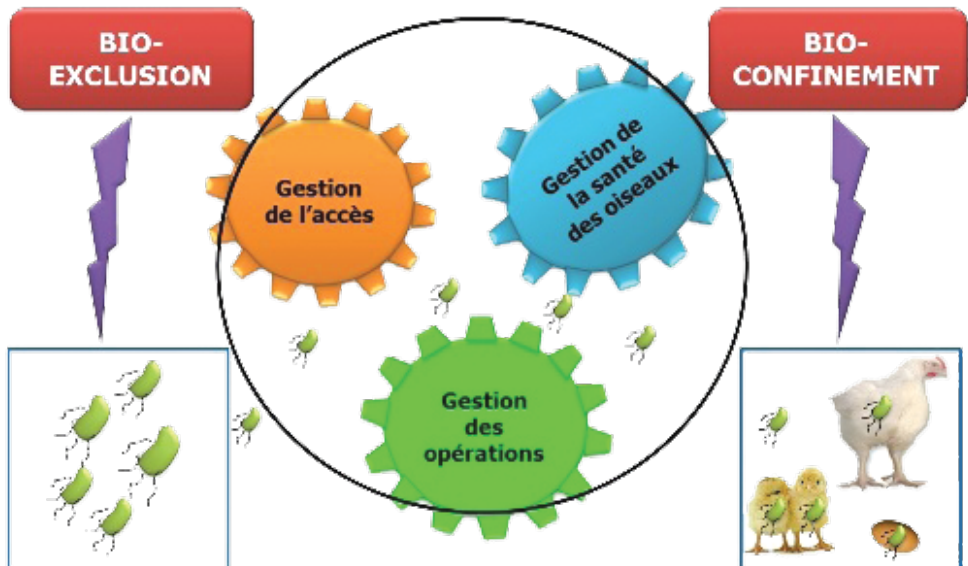 BIO-
EXCLUSION
BIO-
CONFINEMENT
Gestion
de l'accès
Gestion de
la santé
des oiseaux
Gestion
des
opérations